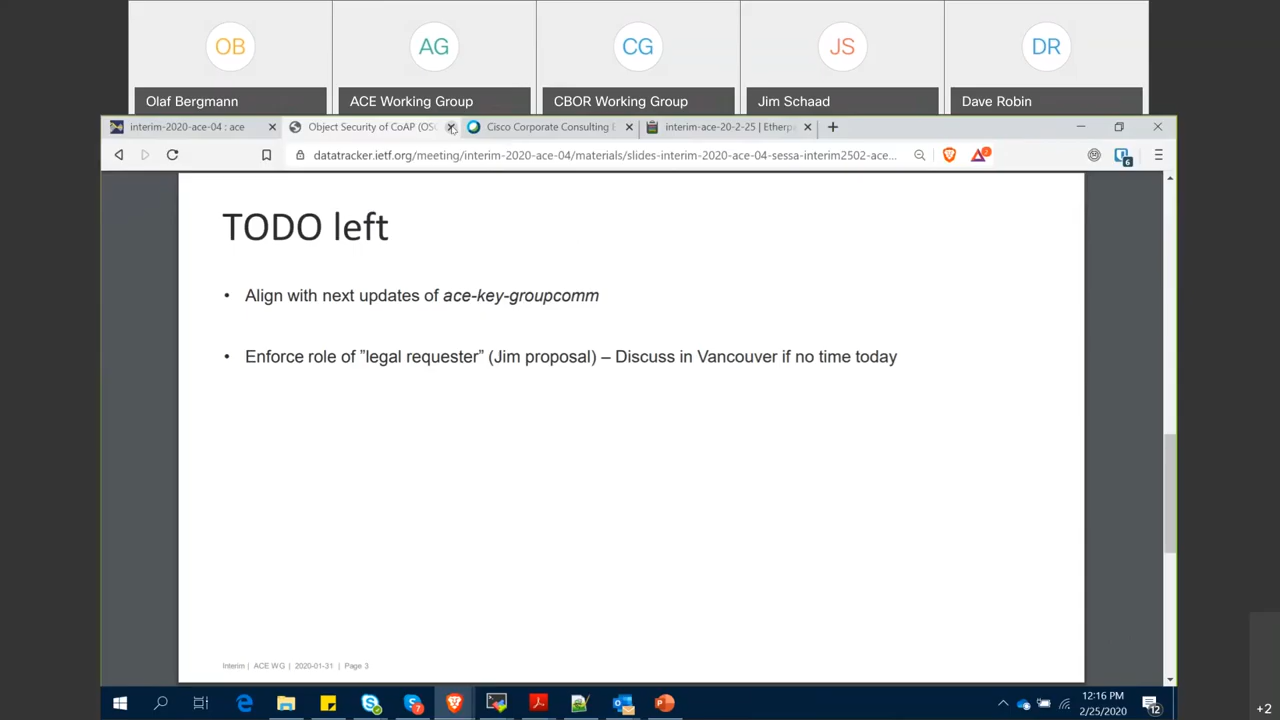 OB
AG
CG
JS
DR
Olaf Bergmann
ACE Working Group
CBOR Working Group
Jim Schaad
Dave Robin
interim-2020-ace-04 : ace
Object Security of CoAP (OS
Cisco Corporate Consulting
interim-ace-20-2-25 | Etherp
datatracker.ietf.org/meeting/interim-2020-ace-04/materials/slides-interim-2020-ace-04-sessa-interim2502-ace...
2
6
TODO left
• Align with next updates of ace-key-groupcomm
• Enforce role of ”legal requester” (Jim proposal) – Discuss in Vancouver if no time today
Interim | ACE WG | 2020-01-31 | Page 3
7
12:16 PM
2/25/2020
12
+2